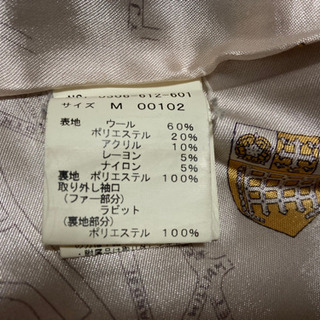 サイズ M 00102
表地 ウール 60%
ポリエステル 20%
アクリル 10%
レーヨン 5%
ナイロン 5%
裏地 ポリエステル 100%
取り外し袖口
(ファー部分)
ラビット
(裏地部分)
ポリエステル 100%